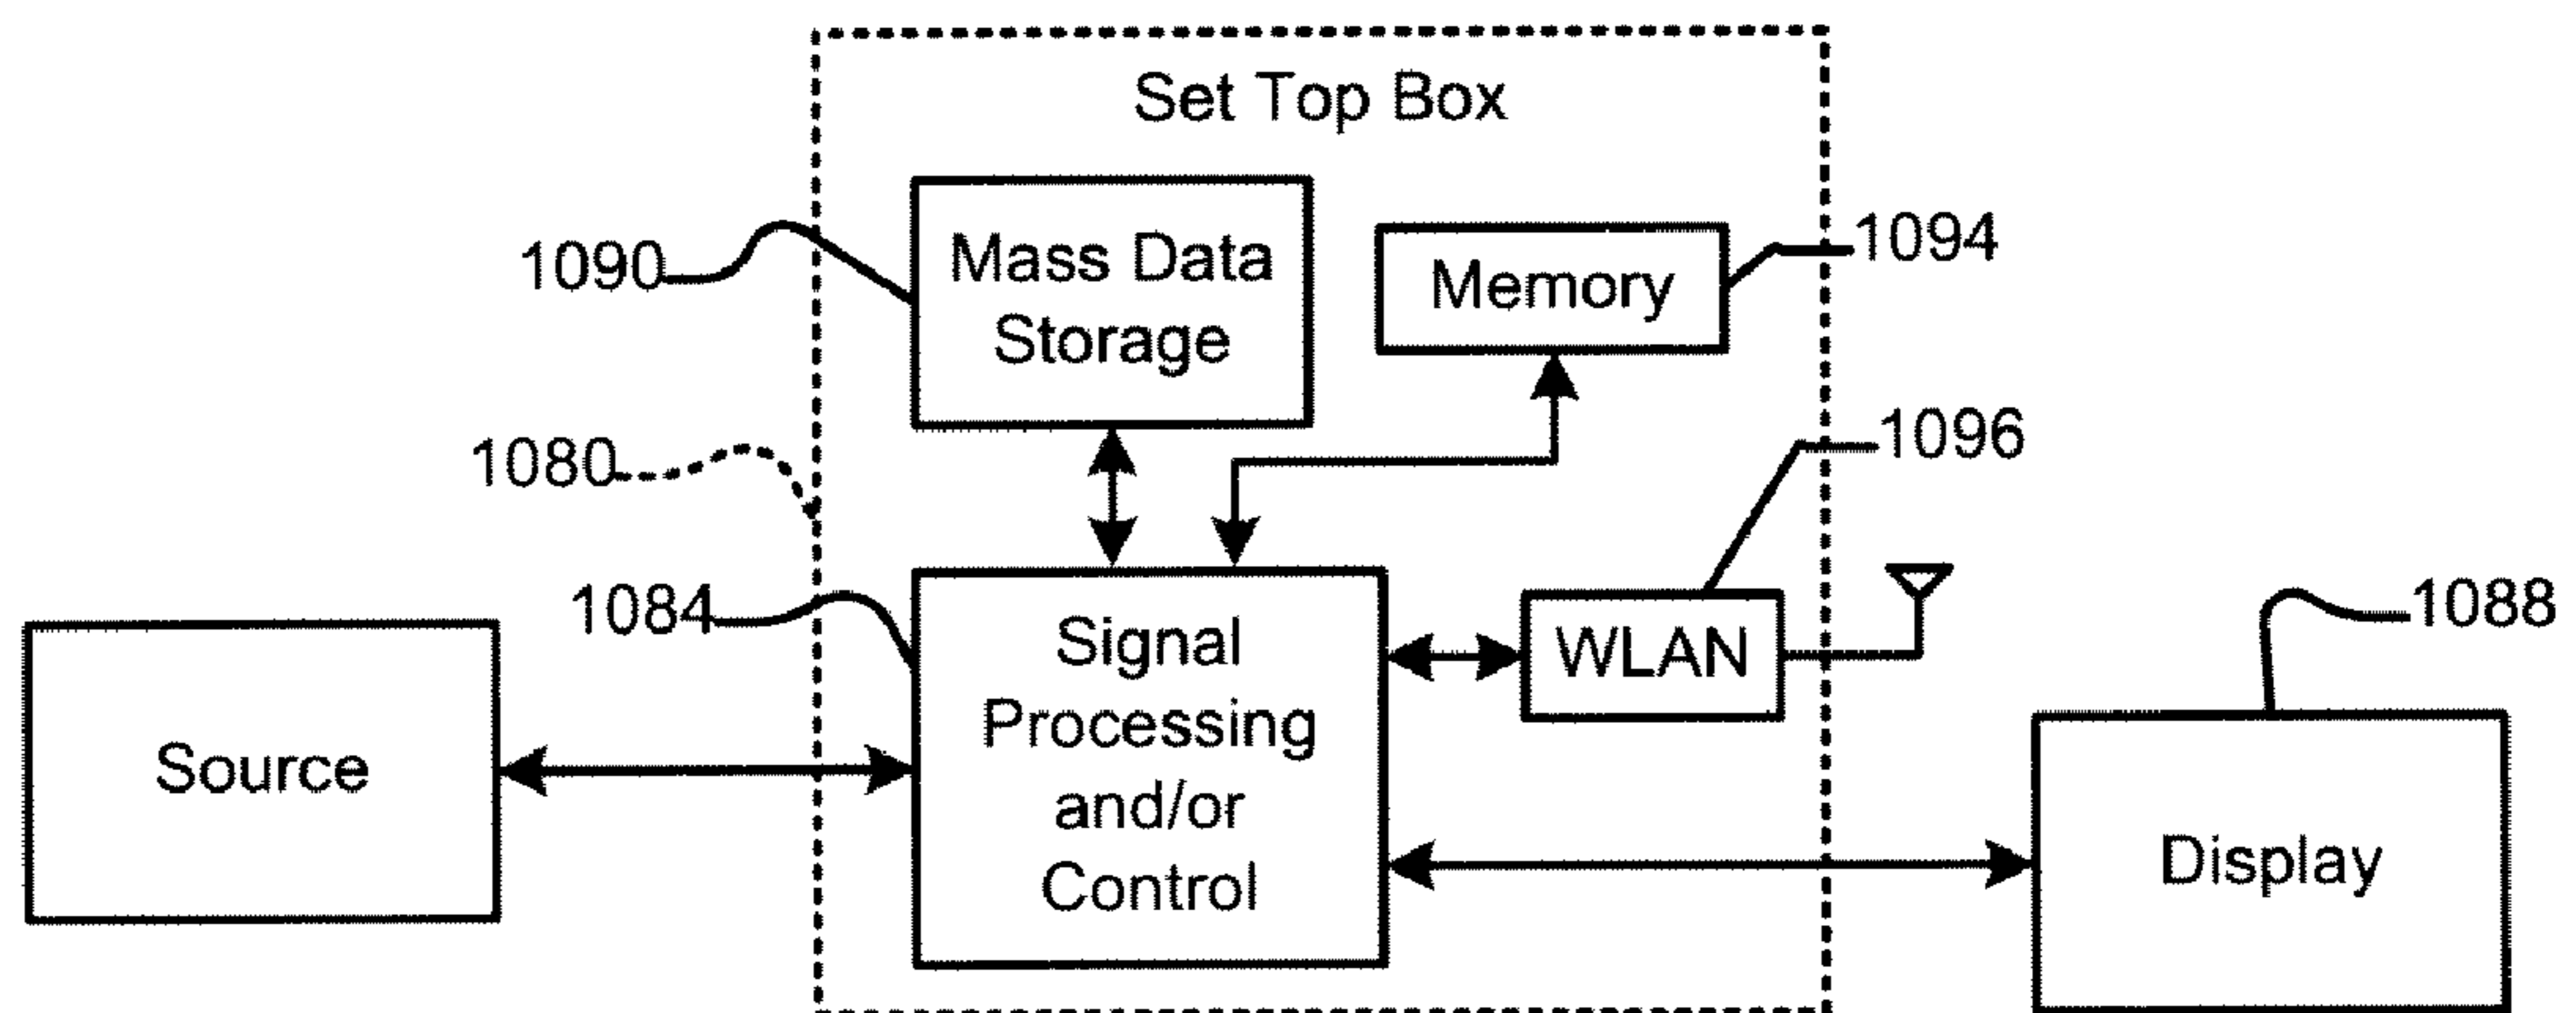 Set Top Box
1090
Mass Data
Storage
Memory
1094
1080
1096
1084
Signal
Processing
and/or
Control
WLAN
1088
Source
Display